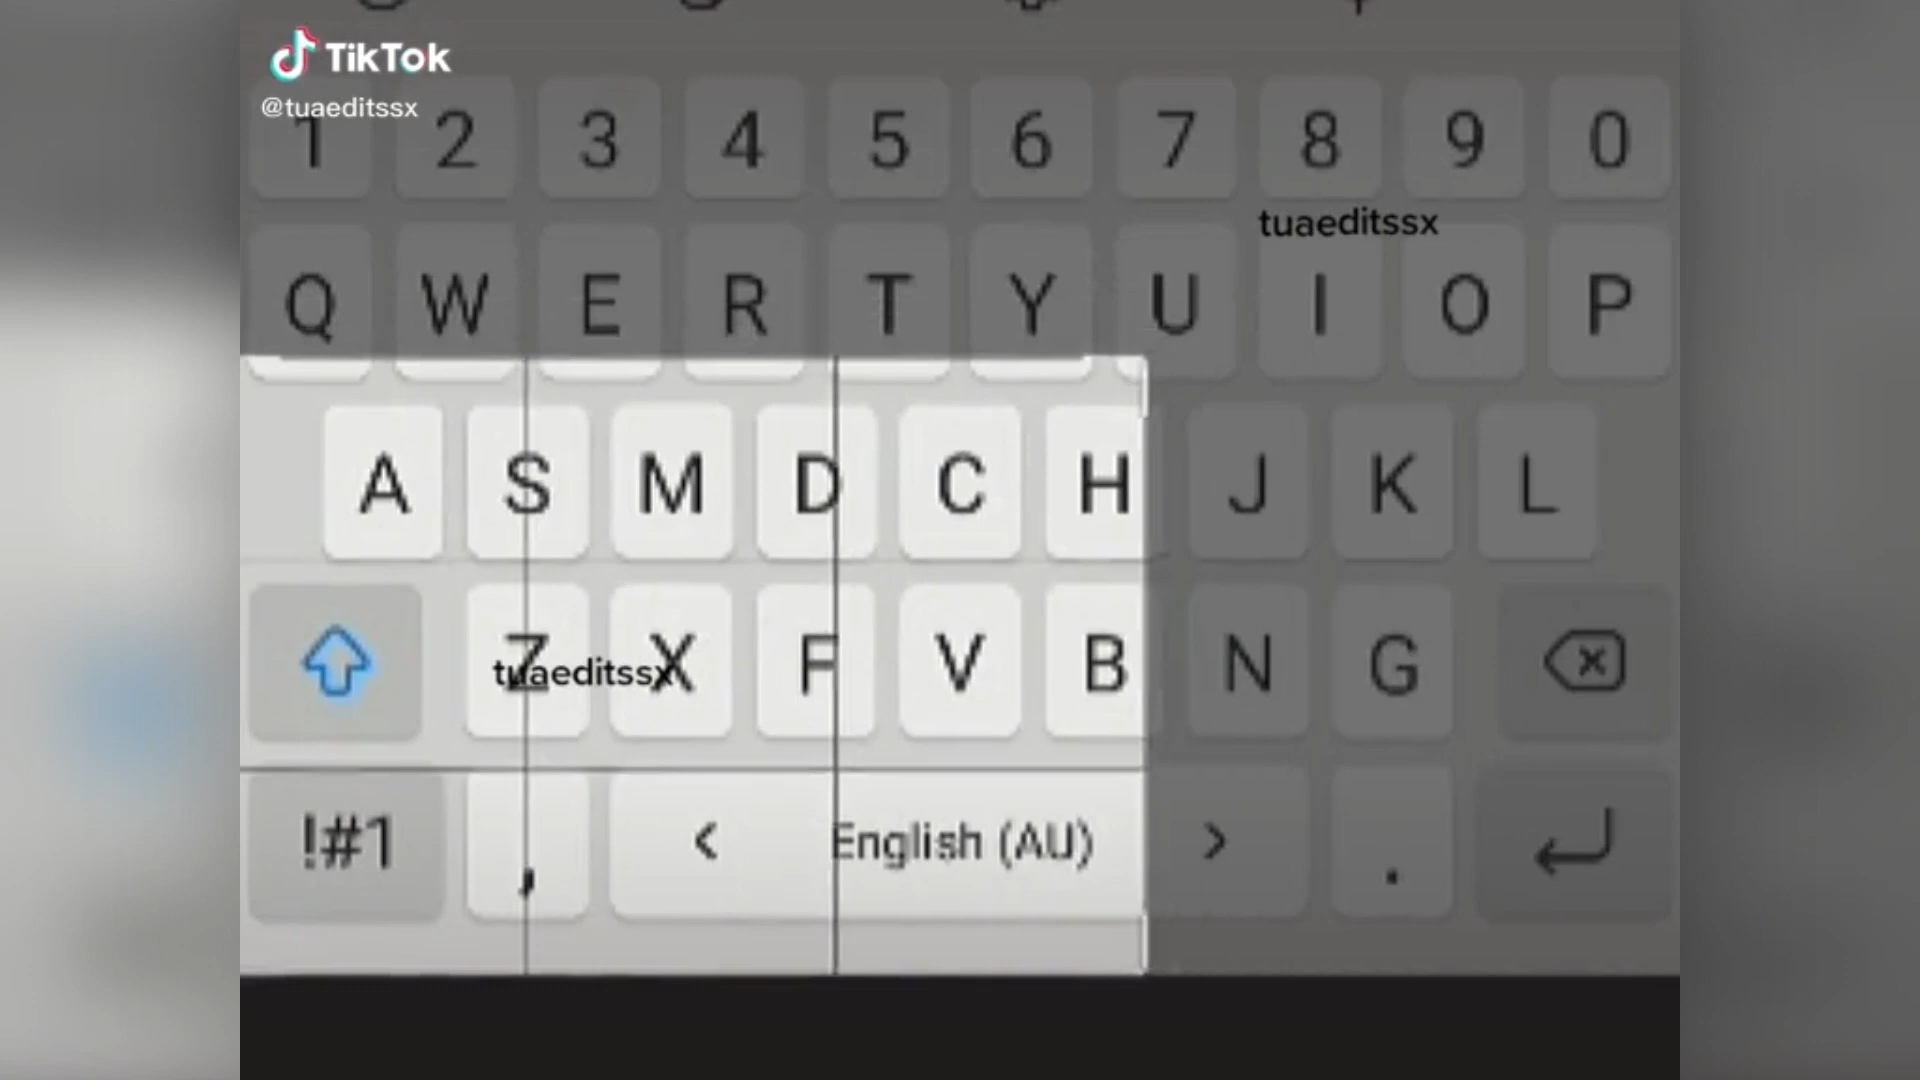 TikTok
@tuaeditssx
1 2 3 4 5 6 7 8 9 0
tuaeditssx
Q W E R T Y U I O P
A S M D C H J K L
Z X F V B N G
tuaeditssx
!#1 , < English (AU) > .